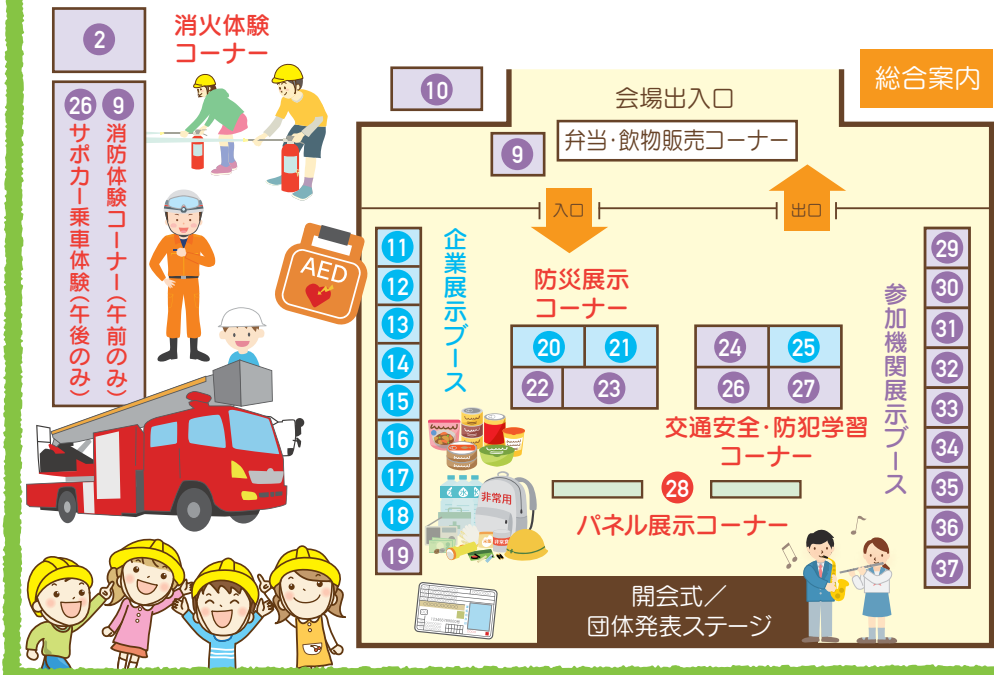 2
消火体験
コーナー
26 9
サポカー乗車体験(午後のみ)
消防体験コーナー(午前のみ)
10
会場出入口
総合案内
9
弁当・飲物販売コーナー
入口
出口
AED
11
12
13
14
15
16
17
18
19
企業展示ブース
防災展示
コーナー
20 21
22 23
24 25
26 27
交通安全・防犯学習
コーナー
28
パネル展示コーナー
非常用
参加機関展示ブース
29
30
31
32
33
34
35
36
37
開会式/
団体発表ステージ